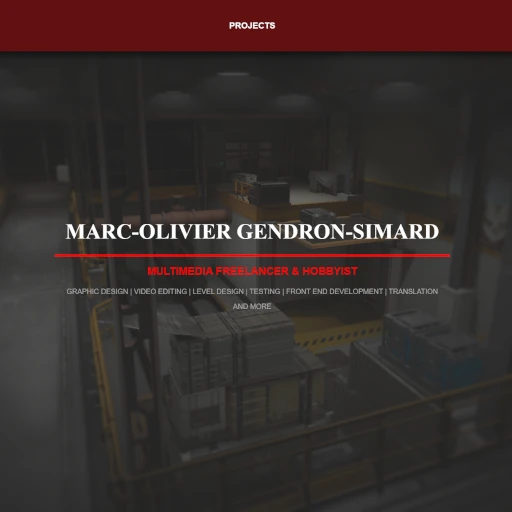 PROJECTS
MARC-OLIVIER GENDRON-SIMARD
MULTIMEDIA FREELANCER & HOBBYIST
GRAPHIC DESIGN | VIDEO EDITING | LEVEL DESIGN | TESTING | FRONT END DEVELOPMENT | TRANSLATION
AND MORE